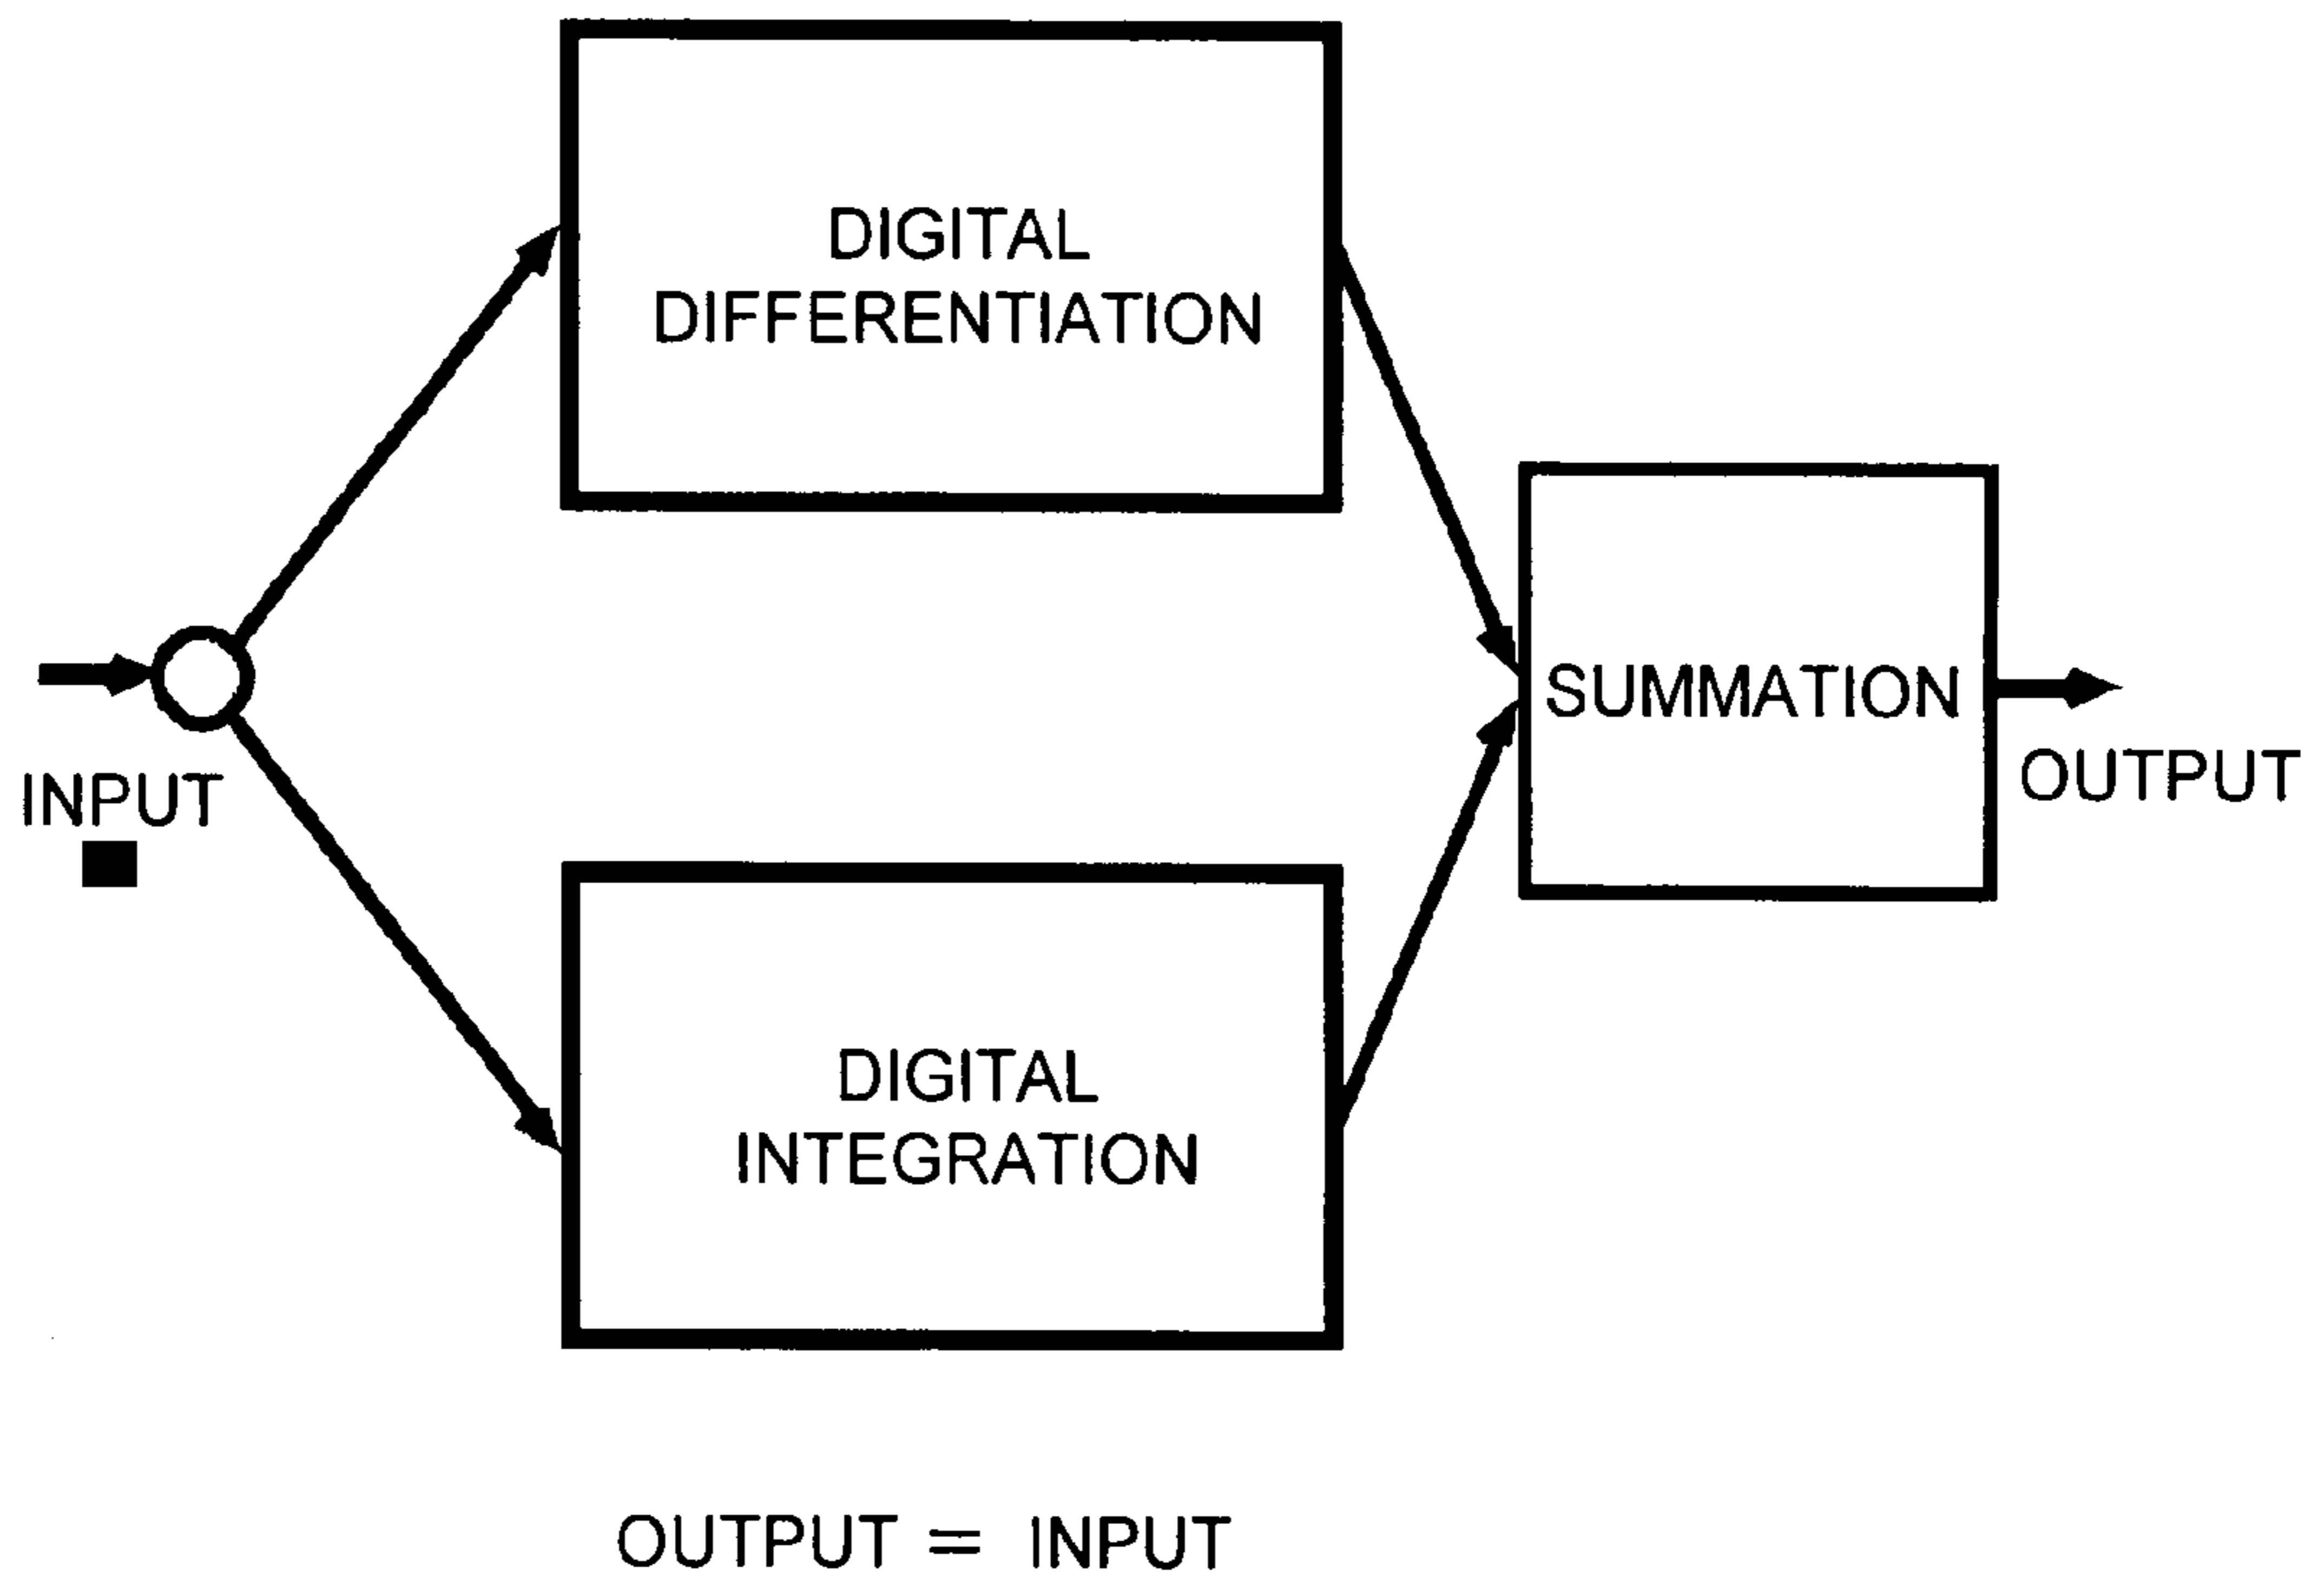 DIGITAL
DIFFERENTIATION
SUMMATION
INPUT
OUTPUT
DIGITAL
INTEGRATION
OUTPUT = INPUT